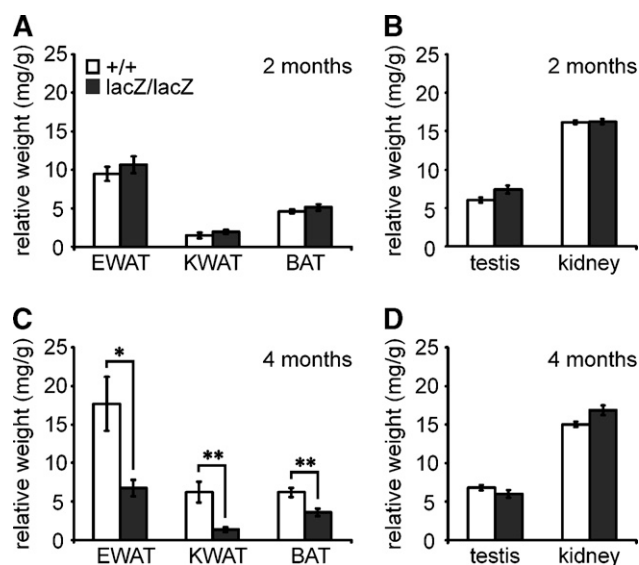 A
relative weight (mg/g)
25
20
15
10
5
0
+/+
lacZ/lacZ
2 months
EWAT KWAT BAT
B
relative weight (mg/g)
25
20
15
10
5
0
2 months
testis kidney
C
relative weight (mg/g)
25
20
15
10
5
0
4 months
*
**
**
EWAT KWAT BAT
D
relative weight (mg/g)
25
20
15
10
5
0
4 months
testis kidney